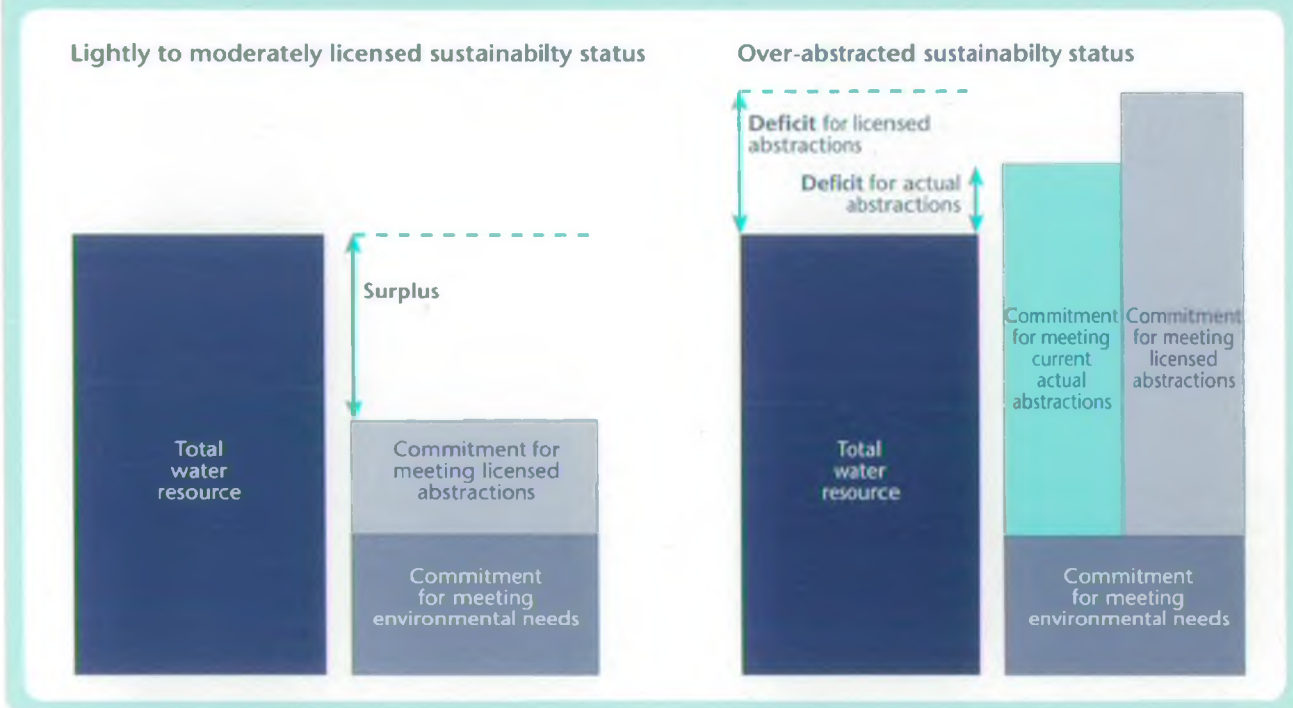 Lightly to moderately licensed sustainabilty status
Surplus
Total
water
resource
Commitment for
meeting licensed
abstractions
Commitment
for meeting
environmental needs
Over-abstracted sustainabilty status
Deficit for licensed
abstractions
Deficit for actual
abstractions
Total
water
resource
Commitment
for meeting
current
actual
abstractions
Commitment
for meeting
licensed
abstractions
Commitment
for meeting
environmental needs